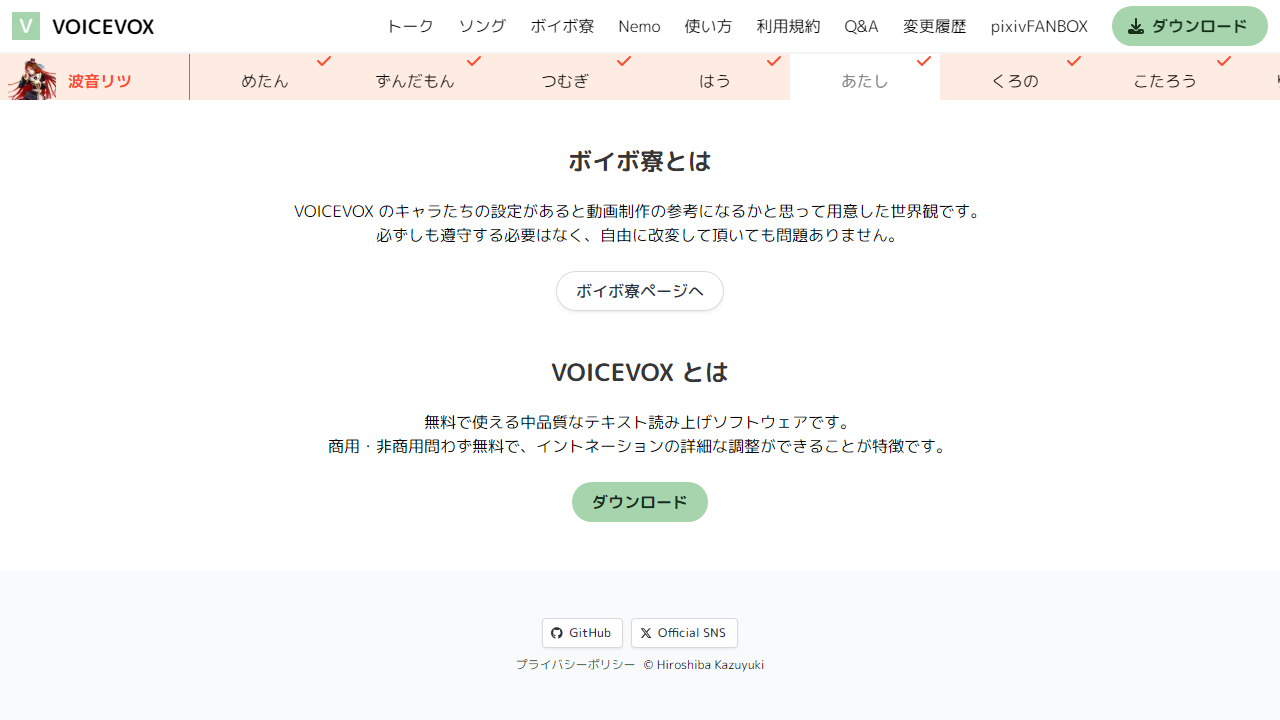 V VOICEVOX トーク ソング ボイボ寮 Nemo 使い方 利用規約 Q&A 変更履歴 pixivFANBOX ダウンロード
波音リツ めたん ずんだもん つむぎ はう あたし くろの こたろう
ボイボ寮とは
VOICEVOX のキャラたちの設定があると動画制作の参考になるかと思って用意した世界観です。
必ずしも遵守する必要はなく、自由に改変して頂いても問題ありません。
ボイボ寮ページへ
VOICEVOX とは
無料で使える中品質なテキスト読み上げソフトウェアです。
商用・非商用問わず無料で、イントネーションの詳細な調整ができることが特徴です。
ダウンロード
GitHub Official SNS
プライバシーポリシー © Hiroshiba Kazuyuki